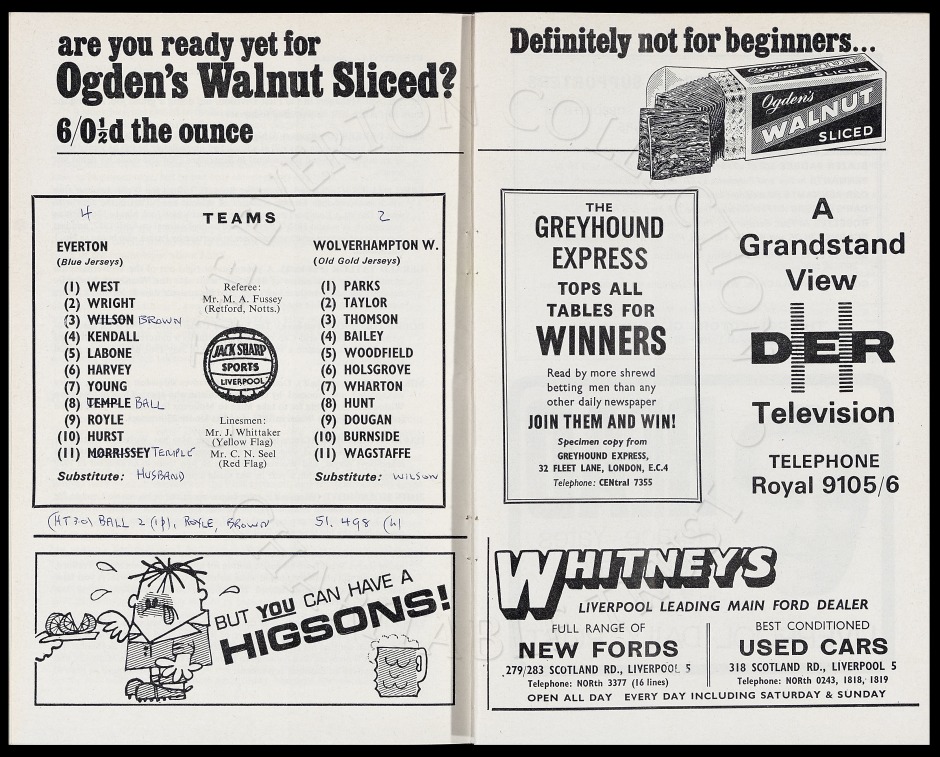 are you ready yet for
Ogden's Walnut Sliced?
6/0½d the ounce
4 TEAMS 2
EVERTON
(Blue Jerseys)
(1) WEST
(2) WRIGHT
(3) WILSON BROWN
(4) KENDALL
(5) LABONE
(6) HARVEY
(7) YOUNG
(8) TEMPLE BALL
(9) ROYLE
(10) HURST
(11) MORRISSEY TEMPLE
Substitute: HUSBAND
Referee:
Mr. M. A. Fussey
(Retford, Notts.)
JACK SHARP
SPORTS
LIVERPOOL
Linesmen:
Mr. J. Whittaker
(Yellow Flag)
Mr. C. N. Seel
(Red Flag)
WOLVERHAMPTON W.
(Old Gold Jerseys)
(1) PARKS
(2) TAYLOR
(3) THOMSON
(4) BAILEY
(5) WOODFIELD
(6) HOLSGROVE
(7) WHARTON
(8) HUNT
(9) DOUGAN
(10) BURNSIDE
(11) WAGSTAFFE
Substitute: WILSON
(HT 3.0) BALL 2 (1P), ROYLE, BROWN 51.498 (4)
BUT YOU CAN HAVE A
HIGSONS!
Definitely not for beginners...
Ogden's
WALNUT
SLICED
Ogden's
WALNUT
SLICED
THE
GREYHOUND
EXPRESS
TOPS ALL
TABLES FOR
WINNERS
Read by more shrewd
betting men than any
other daily newspaper
JOIN THEM AND WIN!
Specimen copy from
GREYHOUND EXPRESS,
32 FLEET LANE, LONDON, E.C.4
Telephone: CENtral 7355
A
Grandstand
View
DER
Television
TELEPHONE
Royal 9105/6
WHITNEY'S
LIVERPOOL LEADING MAIN FORD DEALER
FULL RANGE OF
NEW FORDS
279/283 SCOTLAND RD., LIVERPOOL 5
Telephone: NORth 3377 (16 lines)
BEST CONDITIONED
USED CARS
318 SCOTLAND RD., LIVERPOOL 5
Telephone: NORth 0243, 1818, 1819
OPEN ALL DAY EVERY DAY INCLUDING SATURDAY & SUNDAY
THE EVERTON COLLECTION
CHARITABLE TRUST